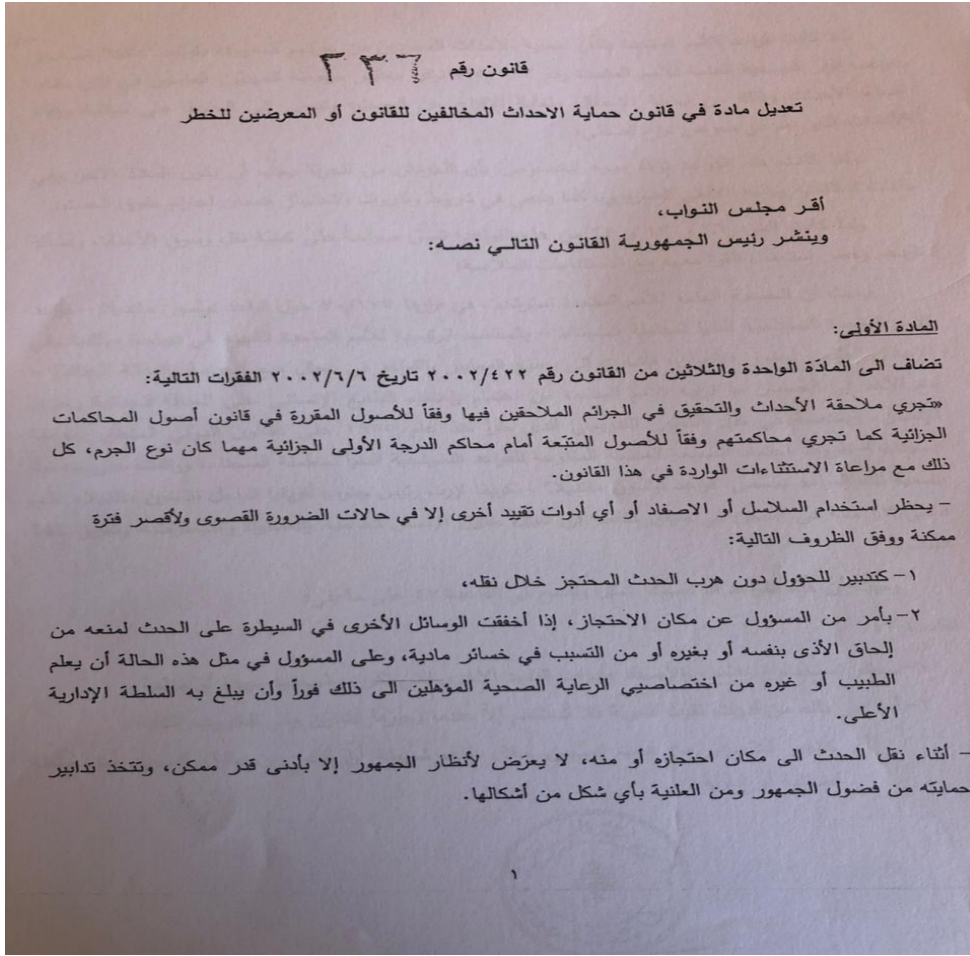 قانون رقم ٢٣٦
تعديل مادة في قانون حماية الاحداث المخالفين للقانون أو المعرضين للخطر
أقر مجلس النواب،
وينشر رئيس الجمهورية القانون التالي نصه:
المادة الأولى:
تضاف الى المادة الواحدة والثلاثين من القانون رقم ٢٠٠٢/٤٢٢ تاريخ ٢٠٠٢/٦/٦ الفقرات التالية:
«تجري ملاحقة الأحداث والتحقيق في الجرائم الملاحقين فيها وفقاً للأصول المقررة في قانون أصول المحاكمات
الجزائية كما تجري محاكمتهم وفقاً للأصول المتبّعة أمام محاكم الدرجة الأولى الجزائية مهما كان نوع الجرم، كل
ذلك مع مراعاة الاستثناءات الواردة في هذا القانون.
– يحظر استخدام السلاسل أو الاصفاد أو أي أدوات تقييد أخرى إلا في حالات الضرورة القصوى ولأقصر فترة
ممكنة ووفق الظروف التالية:
١– كتدبير للحؤول دون هرب الحدث المحتجز خلال نقله،
٢– بأمر من المسؤول عن مكان الاحتجاز، إذا أخفقت الوسائل الأخرى في السيطرة على الحدث لمنعه من
إلحاق الأذى بنفسه أو بغيره أو من التسبب في خسائر مادية، وعلى المسؤول في مثل هذه الحالة أن يعلم
الطبيب أو غيره من اختصاصيي الرعاية الصحية المؤهلين الى ذلك فوراً وأن يبلغ به السلطة الإدارية
الأعلى.
– أثناء نقل الحدث الى مكان احتجازه أو منه، لا يعرّض لأنظار الجمهور إلا بأدنى قدر ممكن، وتتخذ تدابير
حمايته من فضول الجمهور ومن العلنية بأي شكل من أشكالها.
١